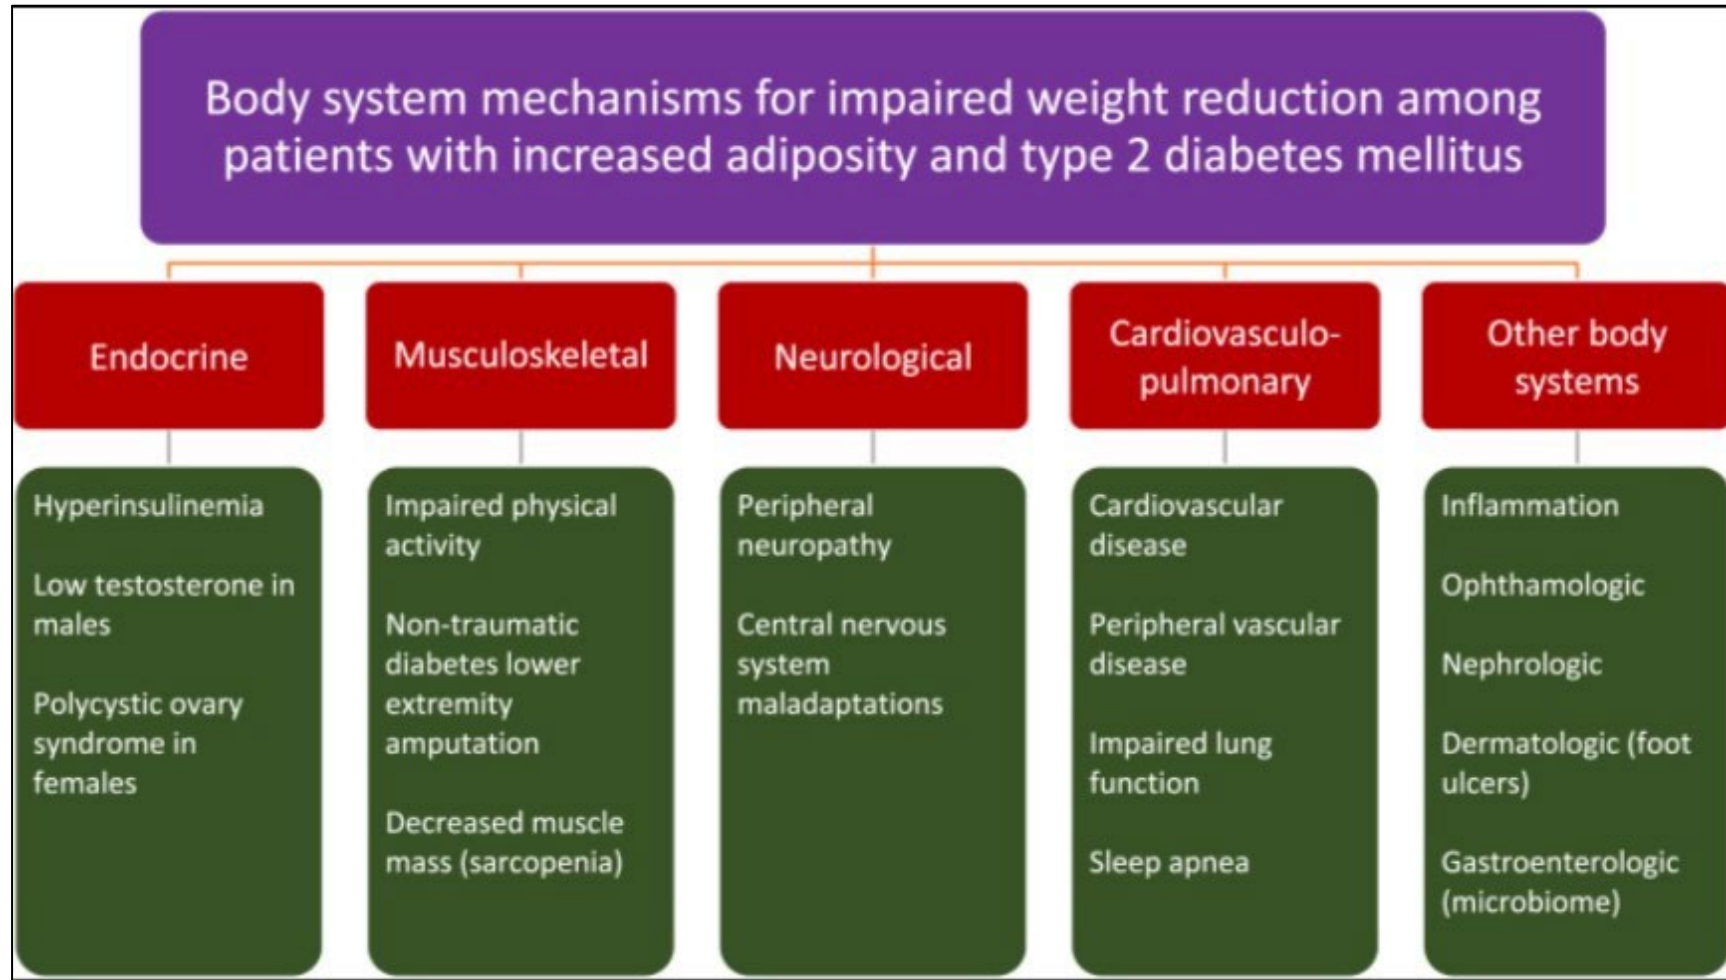 Body system mechanisms for impaired weight reduction among
patients with increased adiposity and type 2 diabetes mellitus
Endocrine
Hyperinsulinemia
Low testosterone in
males
Polycystic ovary
syndrome in
females
Musculoskeletal
Impaired physical
activity
Non-traumatic
diabetes lower
extremity
amputation
Decreased muscle
mass (sarcopenia)
Neurological
Peripheral
neuropathy
Central nervous
system
maladaptations
Cardiovasculo-
pulmonary
Cardiovascular
disease
Peripheral vascular
disease
Impaired lung
function
Sleep apnea
Other body
systems
Inflammation
Ophthamologic
Nephrologic
Dermatologic (foot
ulcers)
Gastroenterologic
(microbiome)